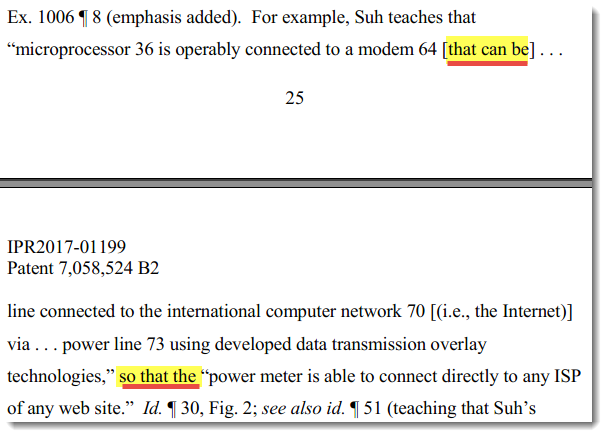 Ex. 1006 ¶ 8 (emphasis added).  For example, Suh teaches that
“microprocessor 36 is operably connected to a modem 64 [that can be] . . .
25
IPR2017-01199
Patent 7,058,524 B2
line connected to the international computer network 70 [(i.e., the Internet)]
via . . . power line 73 using developed data transmission overlay
technologies,” so that the “power meter is able to connect directly to any ISP
of any web site.”  Id. ¶ 30, Fig. 2; see also id. ¶ 51 (teaching that Suh’s